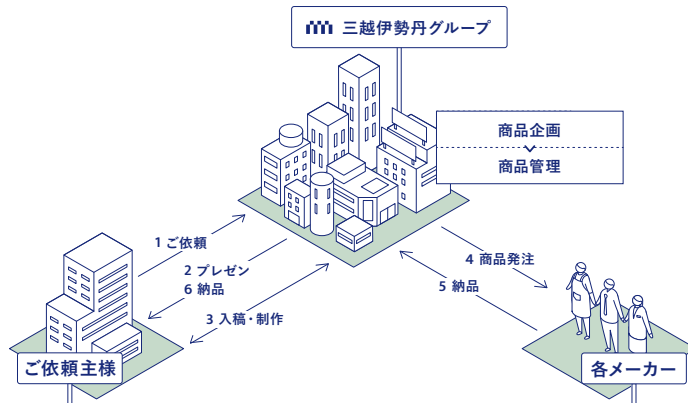 三越伊勢丹グループ
商品企画
商品管理
1 ご依頼
2 プレゼン
6 納品
3 入稿・制作
4 商品発注
5 納品
ご依頼主様
各メーカー